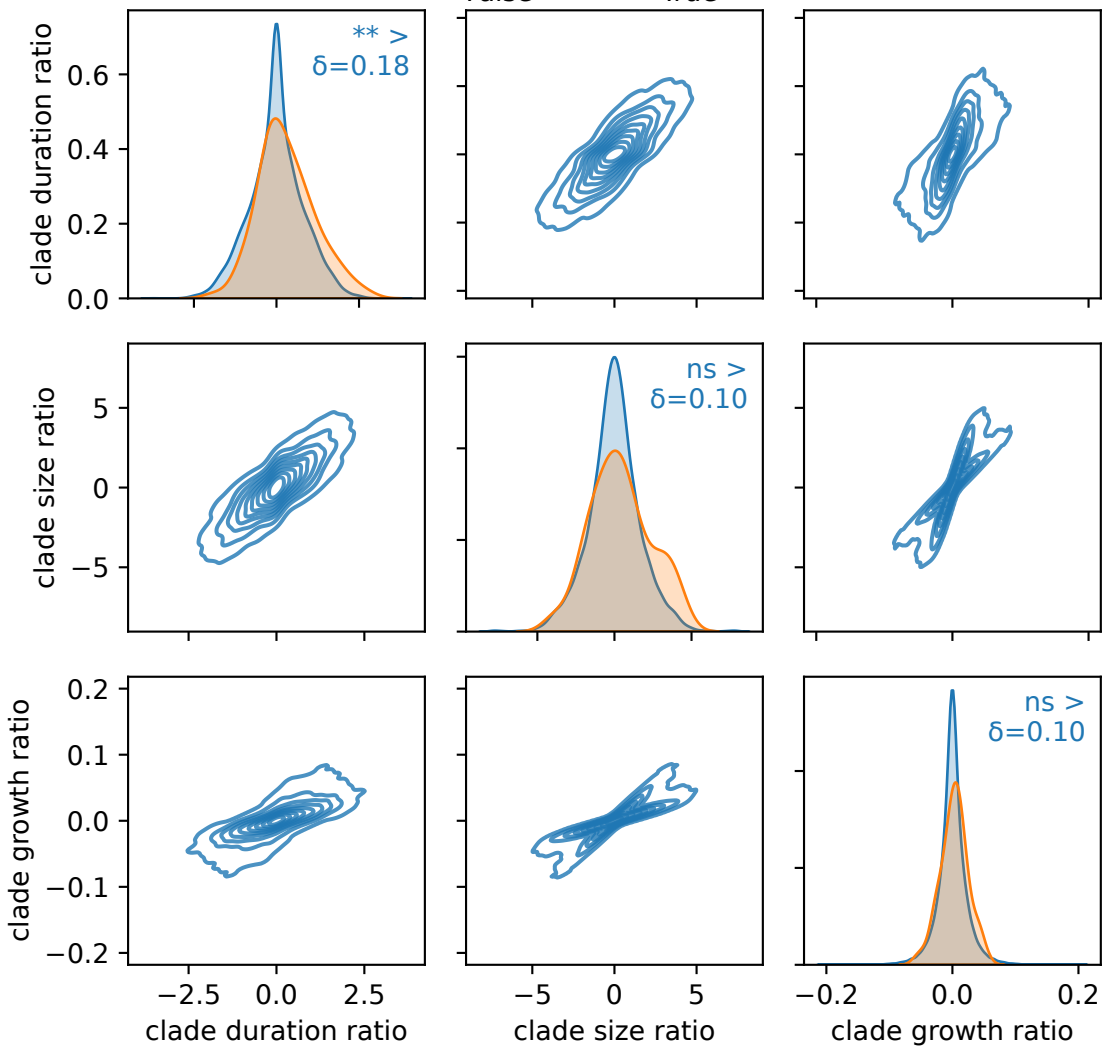 clade duration ratio
0.6
0.4
0.2
0.0
** >
δ=0.18
clade size ratio
5
0
−5
ns >
δ=0.10
clade growth ratio
0.2
0.1
0.0
−0.1
−0.2
ns >
δ=0.10
−2.5 0.0 2.5
−5 0 5
−0.2 0.0 0.2
clade duration ratio
clade size ratio
clade growth ratio